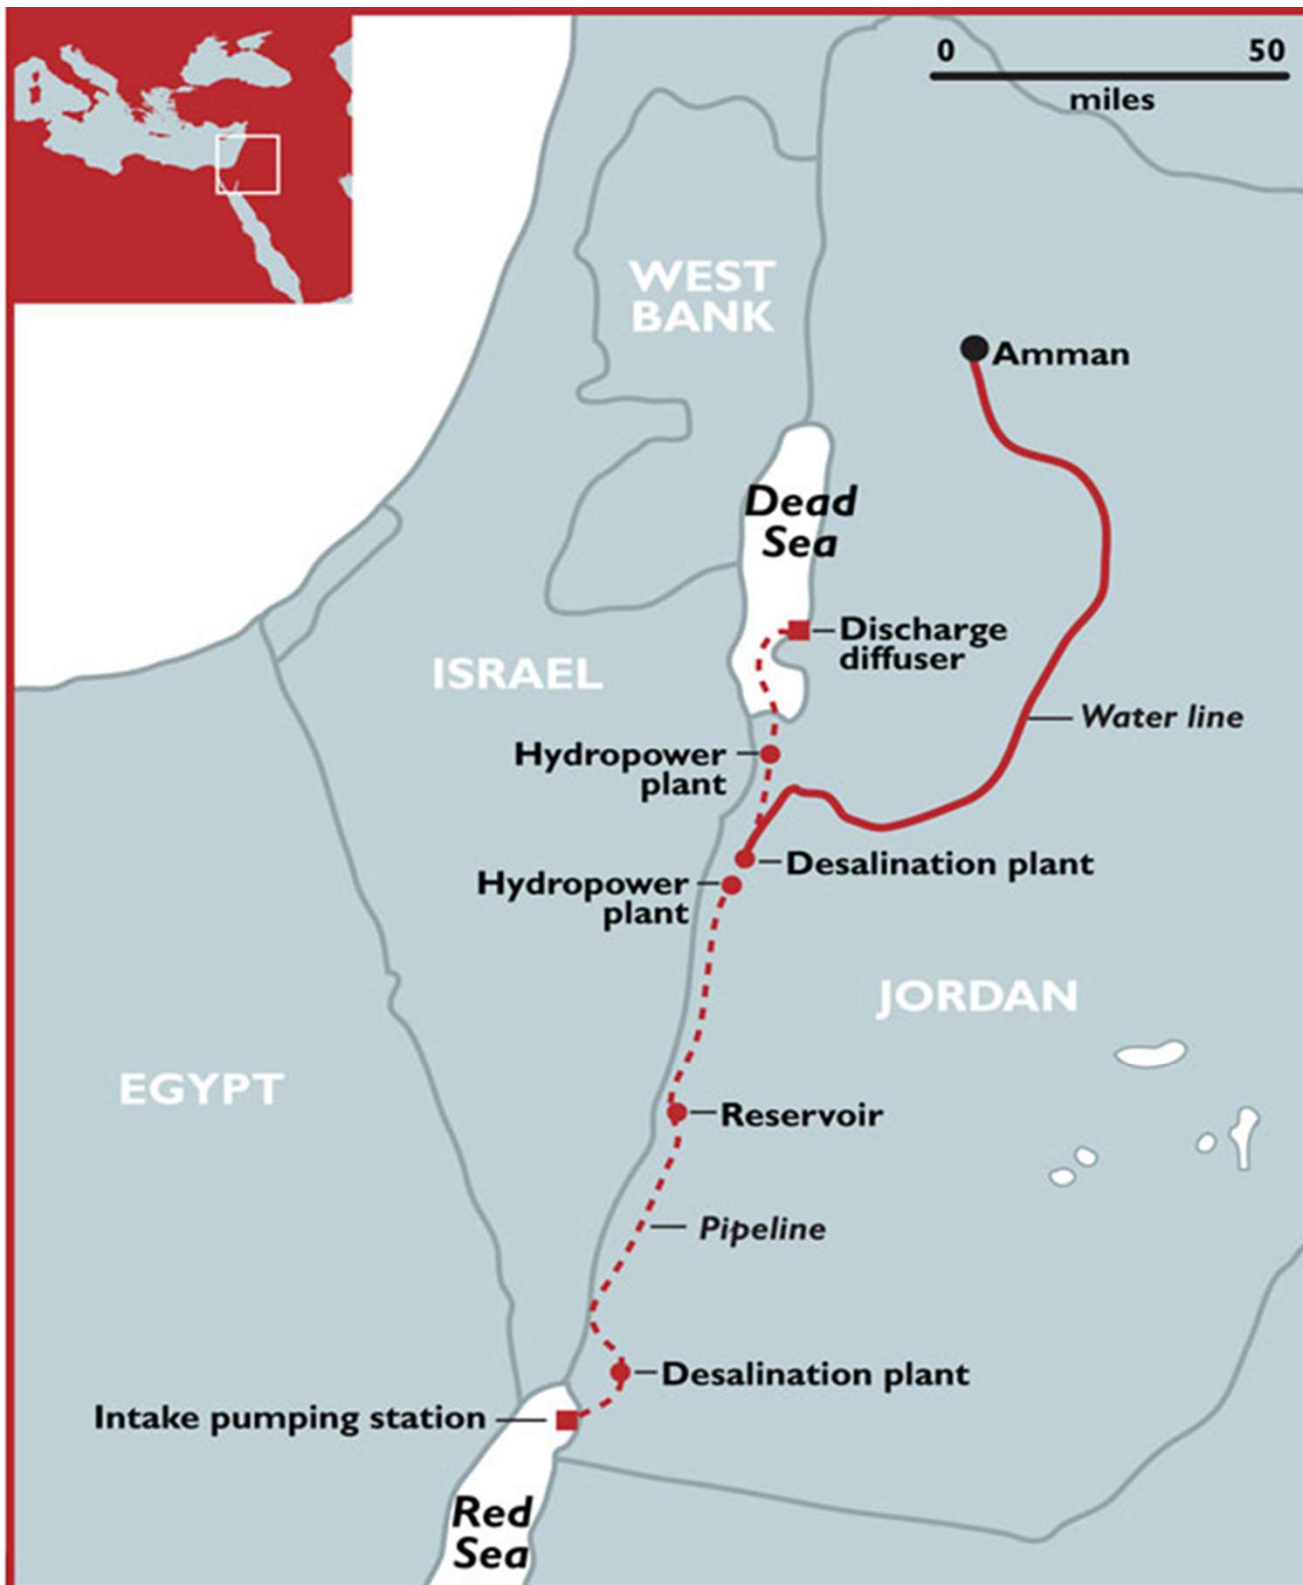 0 50
miles
WEST
BANK
Amman
Dead
Sea
Discharge
diffuser
ISRAEL
Water line
Hydropower
plant
Desalination plant
Hydropower
plant
JORDAN
EGYPT
Reservoir
Pipeline
Desalination plant
Intake pumping station
Red
Sea